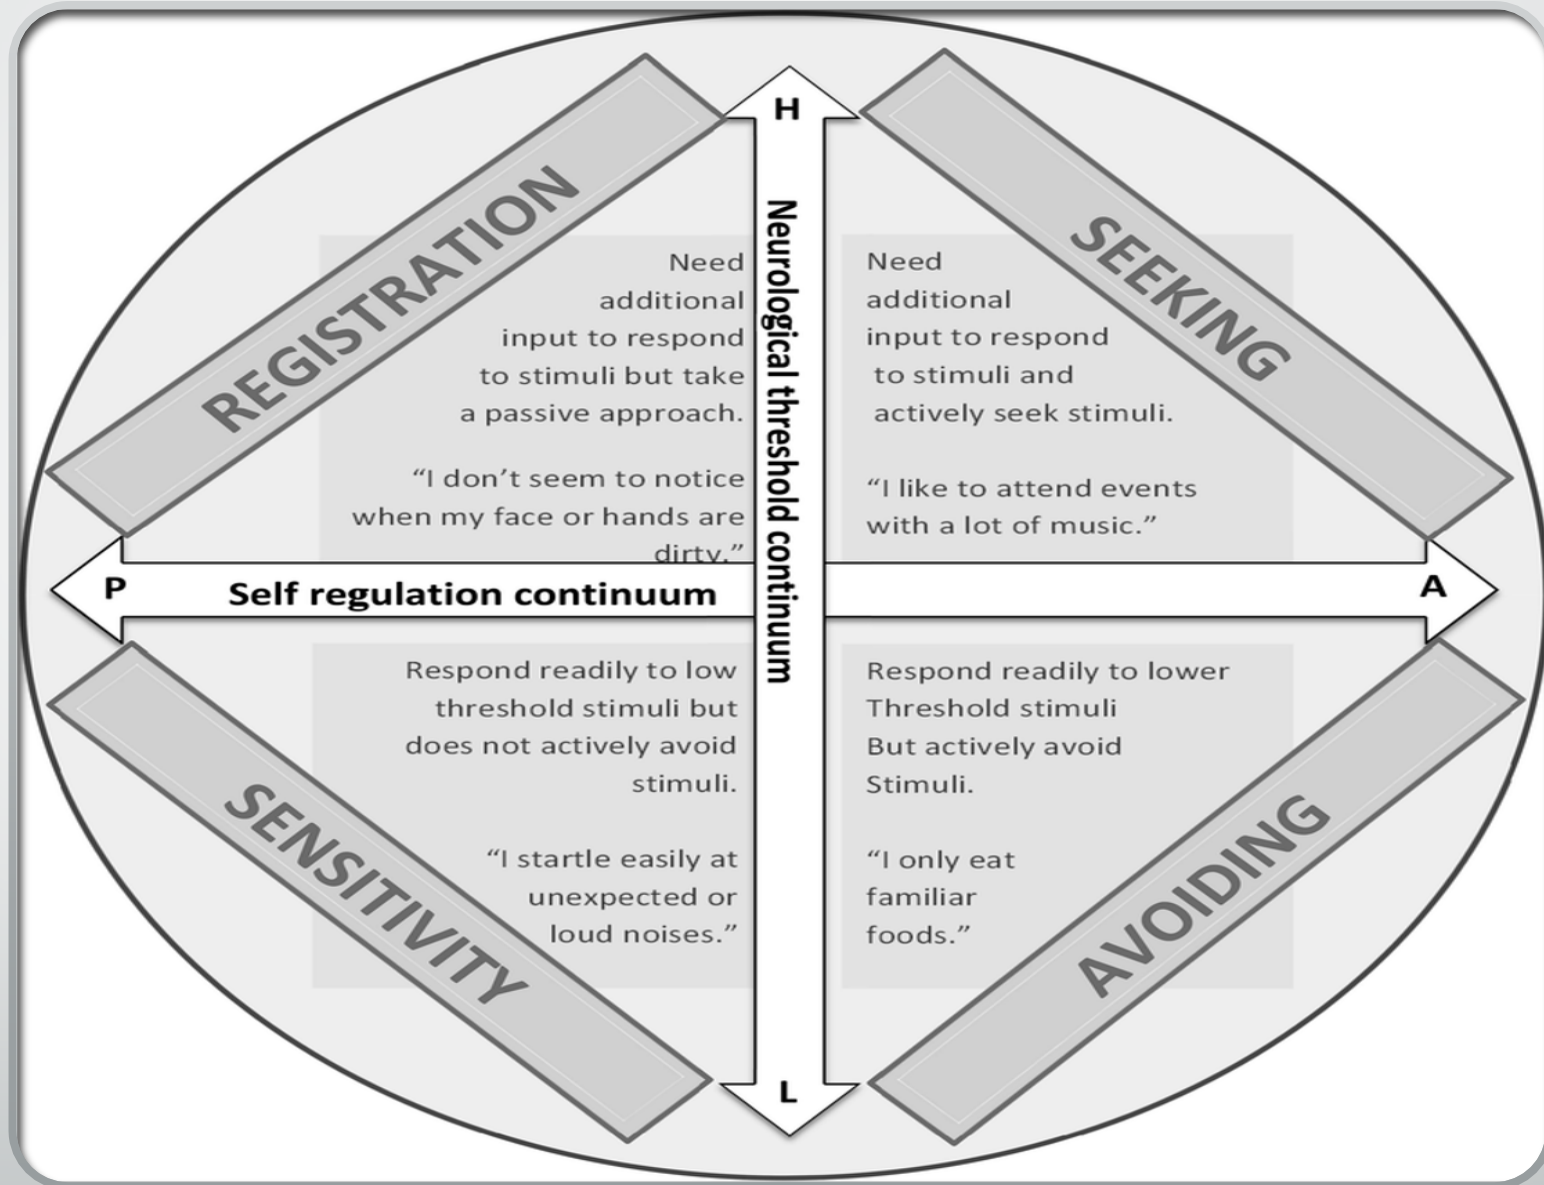 H
REGISTRATION
SEEKING
Neurological threshold continuum
Need
additional
input to respond
to stimuli but take
a passive approach.
“I don’t seem to notice
when my face or hands are
dirty.”
Need
additional
input to respond
to stimuli and
actively seek stimuli.
“I like to attend events
with a lot of music.”
P
Self regulation continuum
A
Respond readily to low
threshold stimuli but
does not actively avoid
stimuli.
“I startle easily at
unexpected or
loud noises.”
Respond readily to lower
Threshold stimuli
But actively avoid
Stimuli.
“I only eat
familiar
foods.”
SENSITIVITY
AVOIDING
L